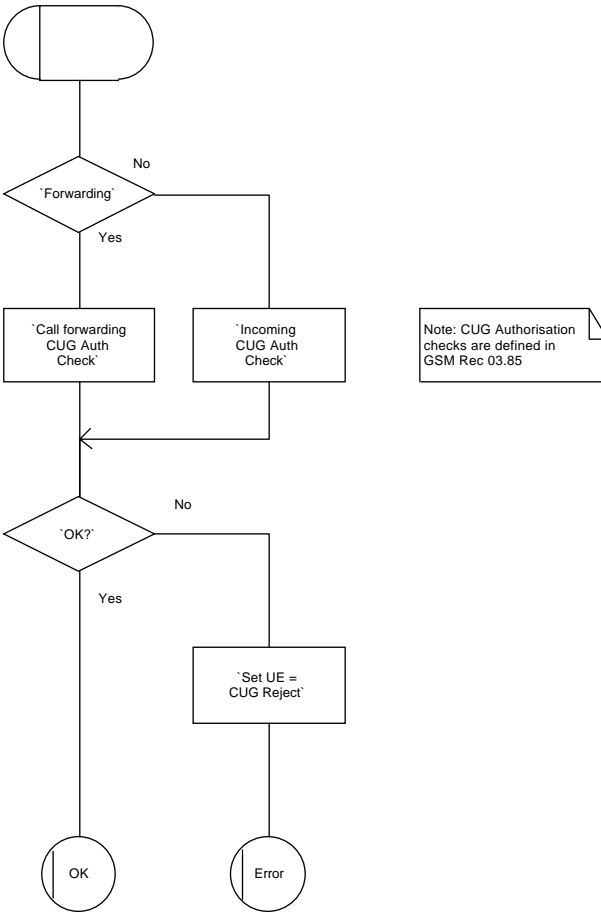 No
`Forwarding`
Yes
`Call forwarding
CUG Auth
Check`
`Incoming
CUG Auth
Check`
Note: CUG Authorisation
checks are defined in
GSM Rec 03.85
No
`OK?`
Yes
`Set UE =
CUG Reject`
OK
Error